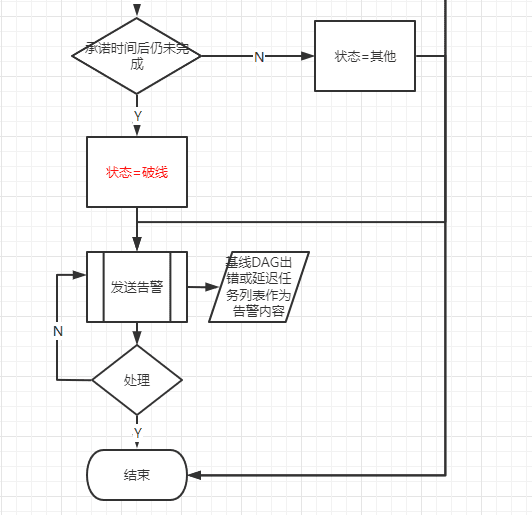 承诺时间后仍未完
成
N
状态=其他
Y
状态=破线
发送告警
基线DAG出
错或延迟任
务列表作为
告警内容
N
处理
Y
结束